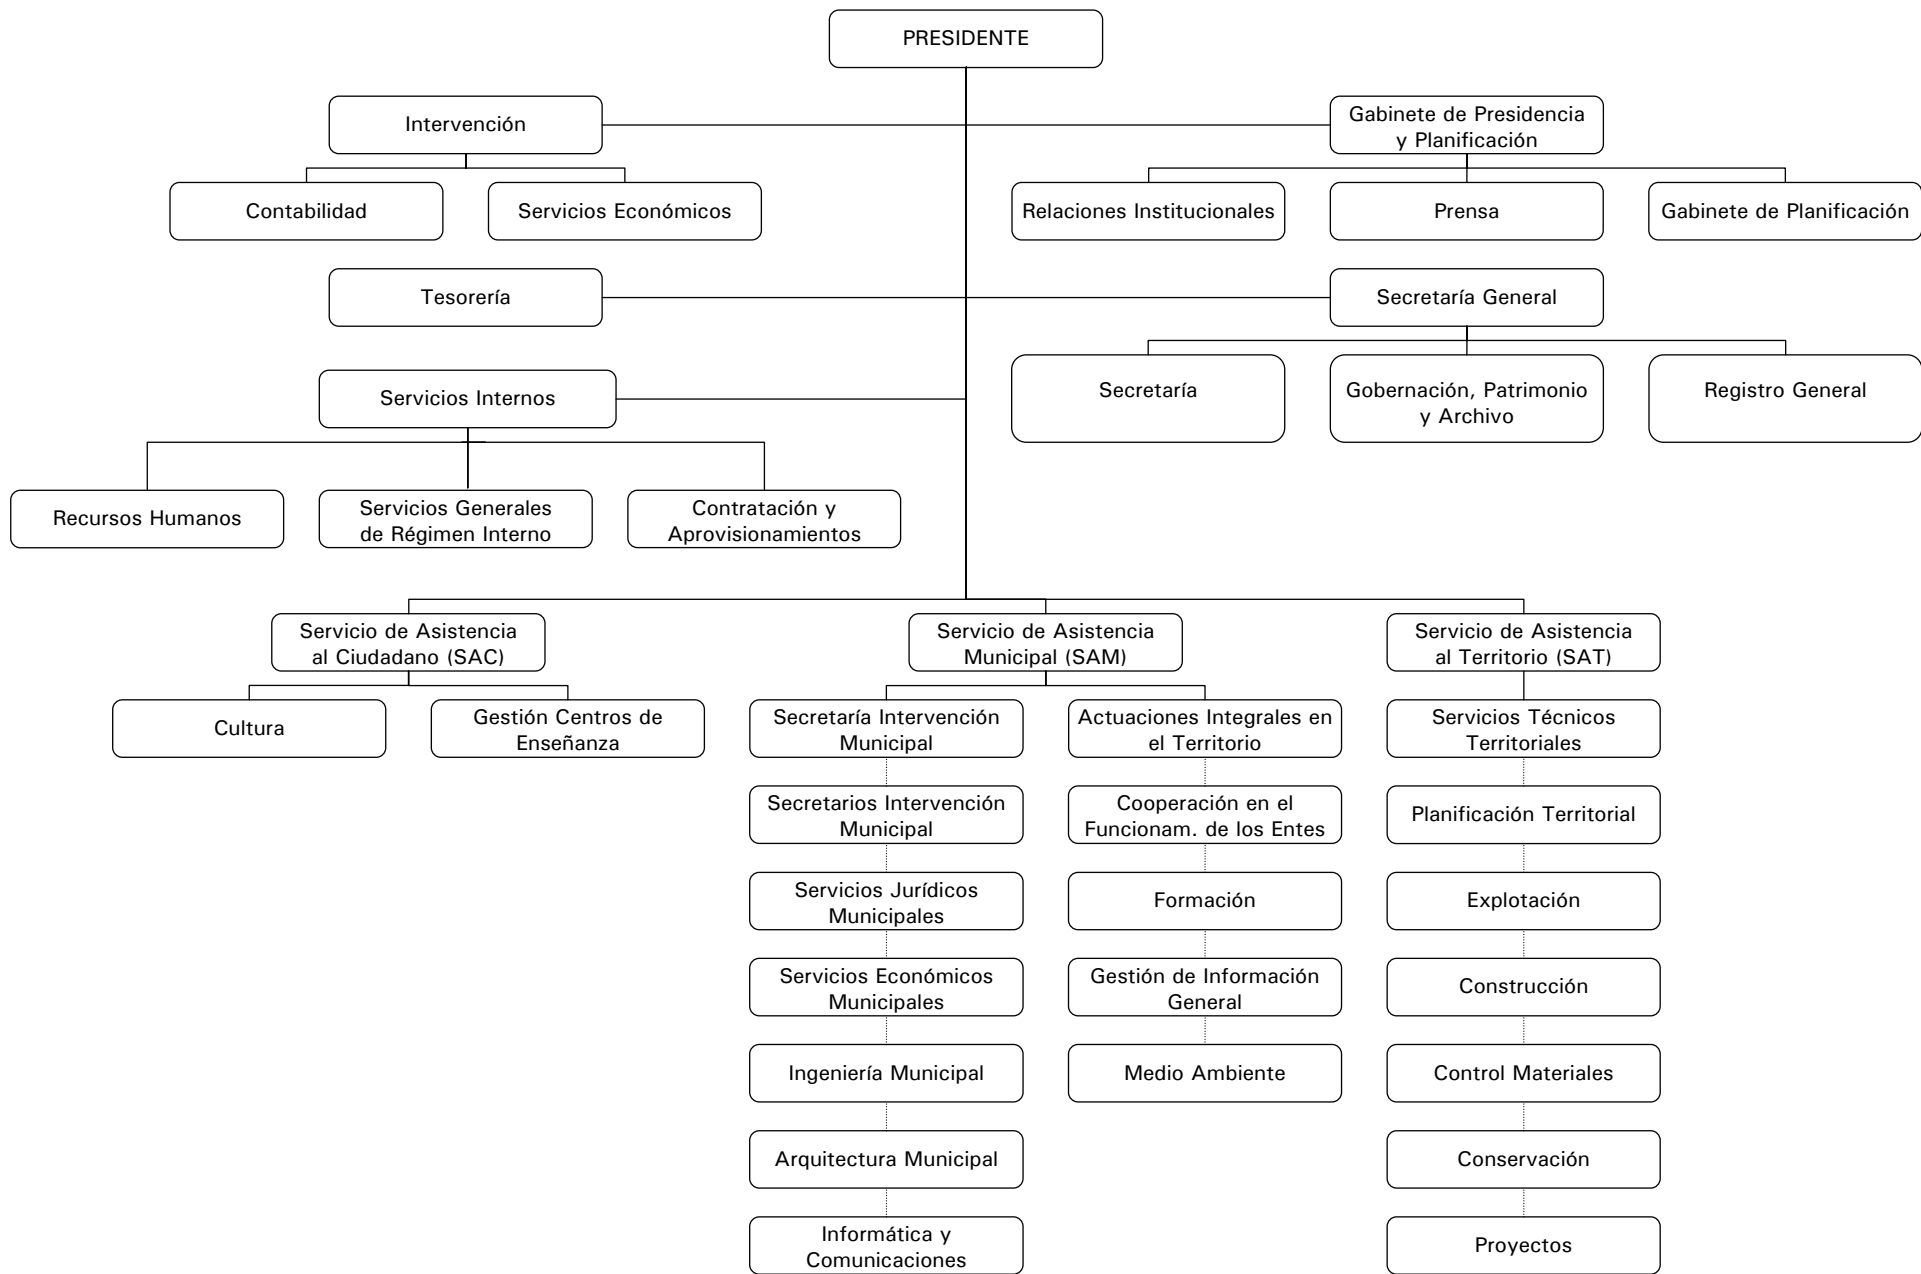 PRESIDENTE
Intervención
Gabinete de Presidencia
y Planificación
Contabilidad
Servicios Económicos
Relaciones Institucionales
Prensa
Gabinete de Planificación
Tesorería
Secretaría General
Servicios Internos
Secretaría
Gobernación, Patrimonio
y Archivo
Registro General
Recursos Humanos
Servicios Generales
de Régimen Interno
Contratación y
Aprovisionamientos
Servicio de Asistencia
al Ciudadano (SAC)
Servicio de Asistencia
Municipal (SAM)
Servicio de Asistencia
al Territorio (SAT)
Cultura
Gestión Centros de
Enseñanza
Secretaría Intervención
Municipal
Actuaciones Integrales en
el Territorio
Servicios Técnicos
Territoriales
Secretarios Intervención
Municipal
Cooperación en el
Funcionam. de los Entes
Planificación Territorial
Servicios Jurídicos
Municipales
Formación
Explotación
Servicios Económicos
Municipales
Gestión de Información
General
Construcción
Ingeniería Municipal
Medio Ambiente
Control Materiales
Arquitectura Municipal
Conservación
Informática y
Comunicaciones
Proyectos